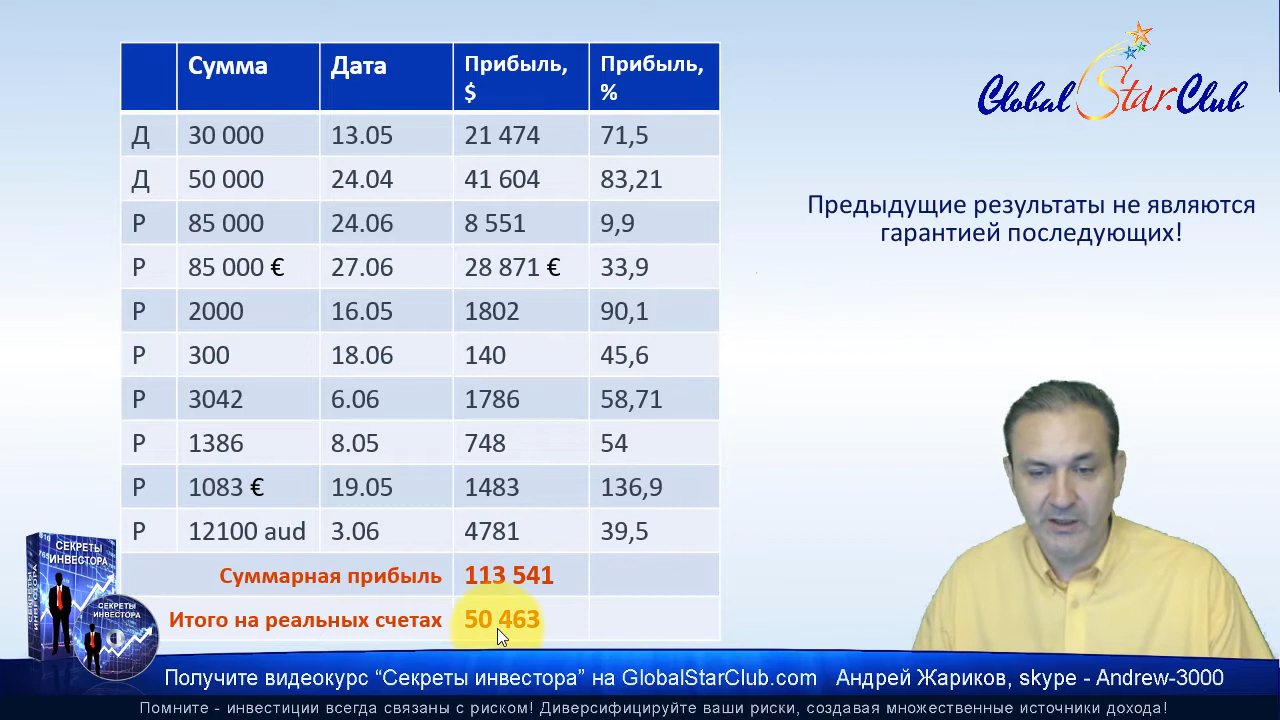 Сумма Дата Прибыль, $ Прибыль, %
Д 30 000 13.05 21 474 71,5
Д 50 000 24.04 41 604 83,21
Р 85 000 24.06 8 551 9,9
Р 85 000 € 27.06 28 871 € 33,9
Р 2000 16.05 1802 90,1
Р 300 18.06 140 45,6
Р 3042 6.06 1786 58,71
Р 1386 8.05 748 54
Р 1083 € 19.05 1483 136,9
Р 12100 aud 3.06 4781 39,5
Суммарная прибыль 113 541
Итого на реальных счетах 50 463
Global Star.Club
Предыдущие результаты не являются
гарантией последующих!
СЕКРЕТЫ
ИНВЕСТОРА
СЕКРЕТЫ ИНВЕСТОРА
СЕКРЕТЫ
ИНВЕСТОРА
Получите видеокурс “Секреты инвестора” на GlobalStarClub.com Андрей Жариков, skype - Andrew-3000
Помните - инвестиции всегда связаны с риском! Диверсифицируйте ваши риски, создавая множественные источники дохода!